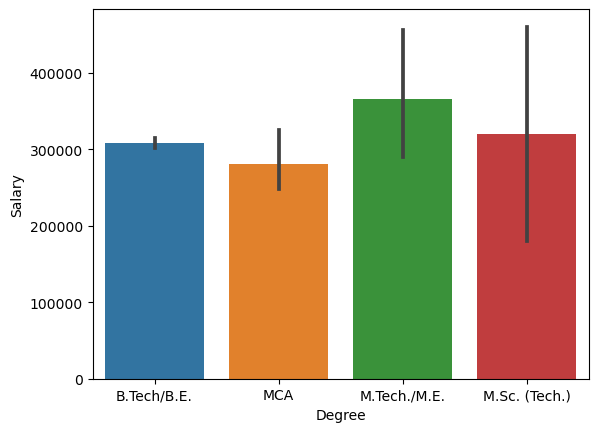 400000
300000
200000
100000
0
Salary
B.Tech/B.E.
MCA
M.Tech./M.E.
M.Sc. (Tech.)
Degree